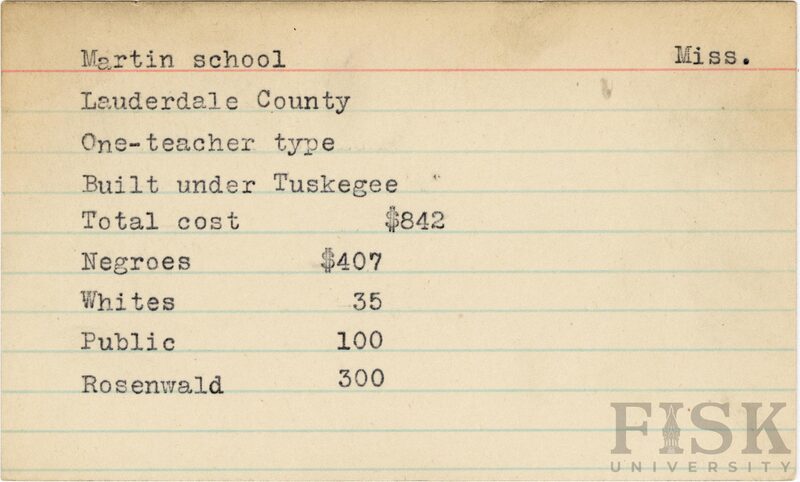 Martin school Miss.
Lauderdale County
One-teacher type
Built under Tuskegee
Total cost $842
Negroes $407
Whites 35
Public 100
Rosenwald 300
FISK
UNIVERSITY